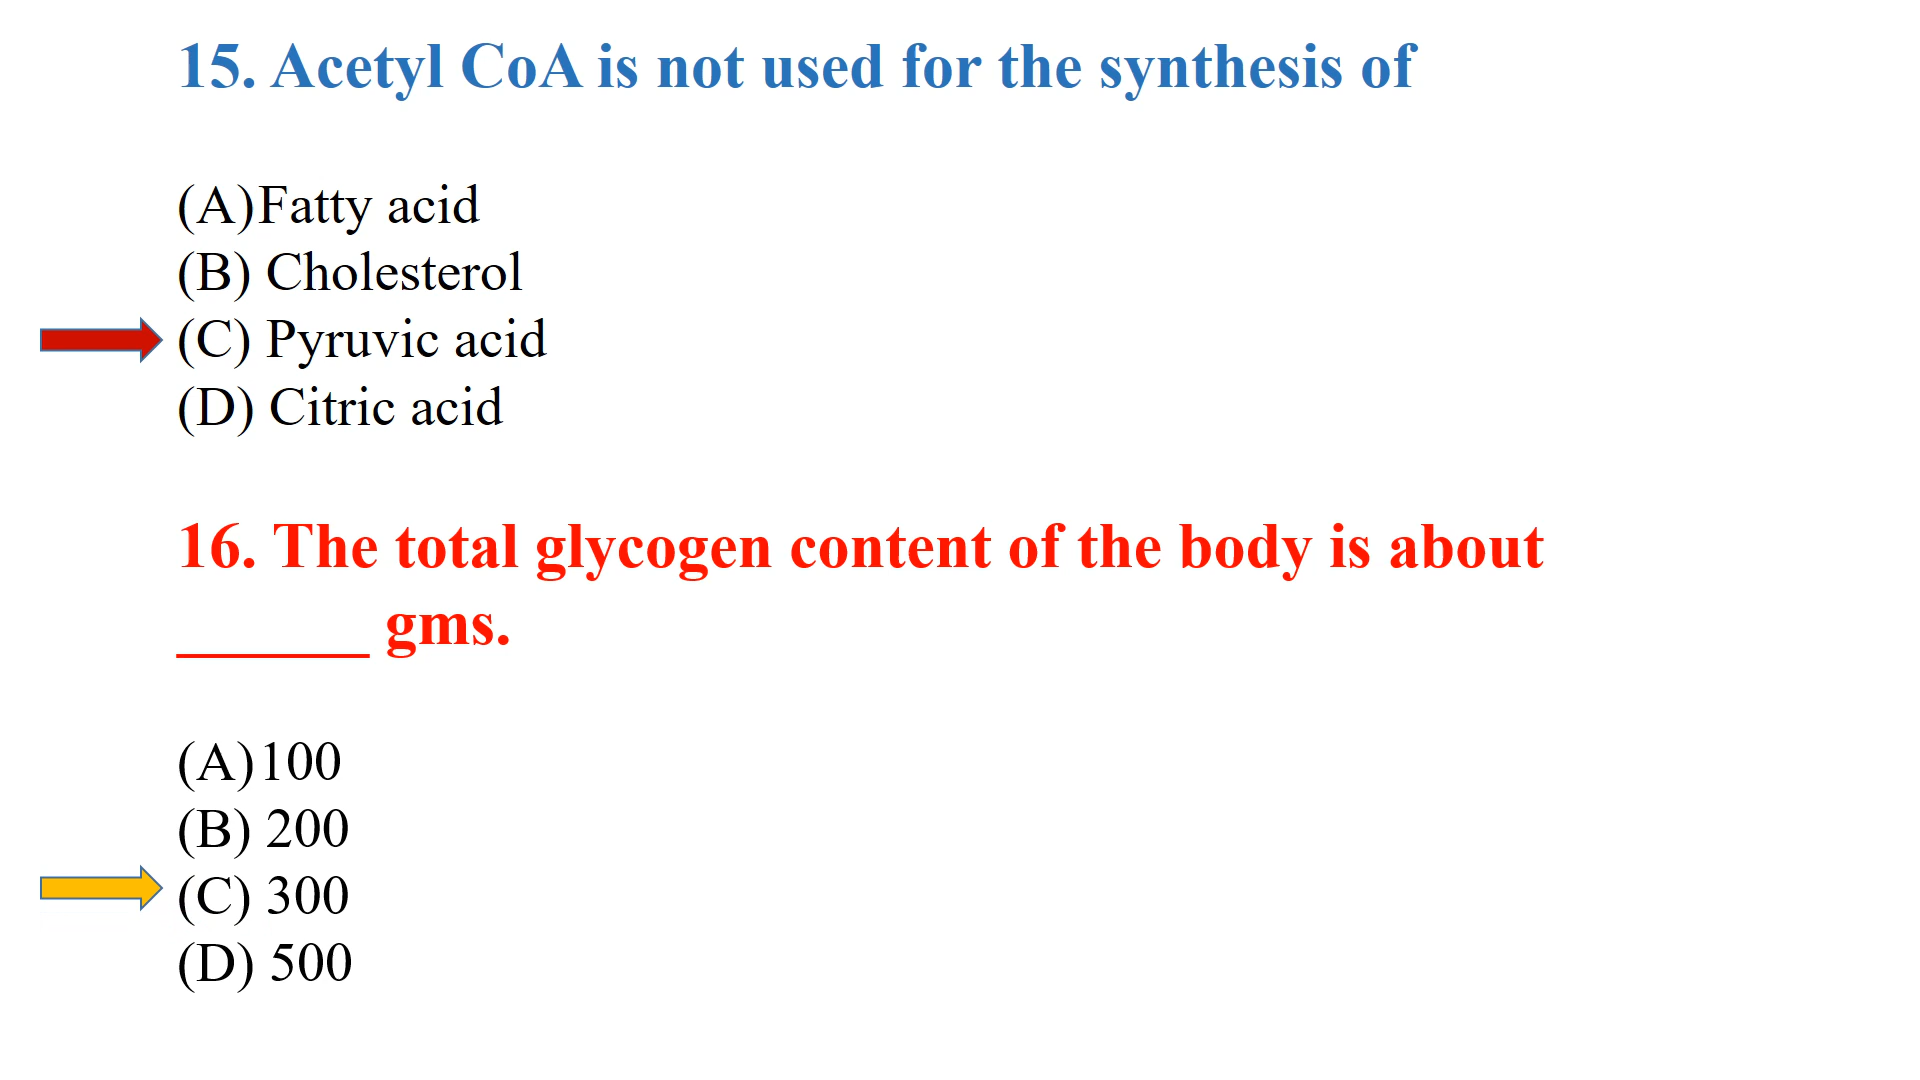 15. Acetyl CoA is not used for the synthesis of
(A)Fatty acid
(B) Cholesterol
(C) Pyruvic acid
(D) Citric acid
16. The total glycogen content of the body is about
______ gms.
(A)100
(B) 200
(C) 300
(D) 500